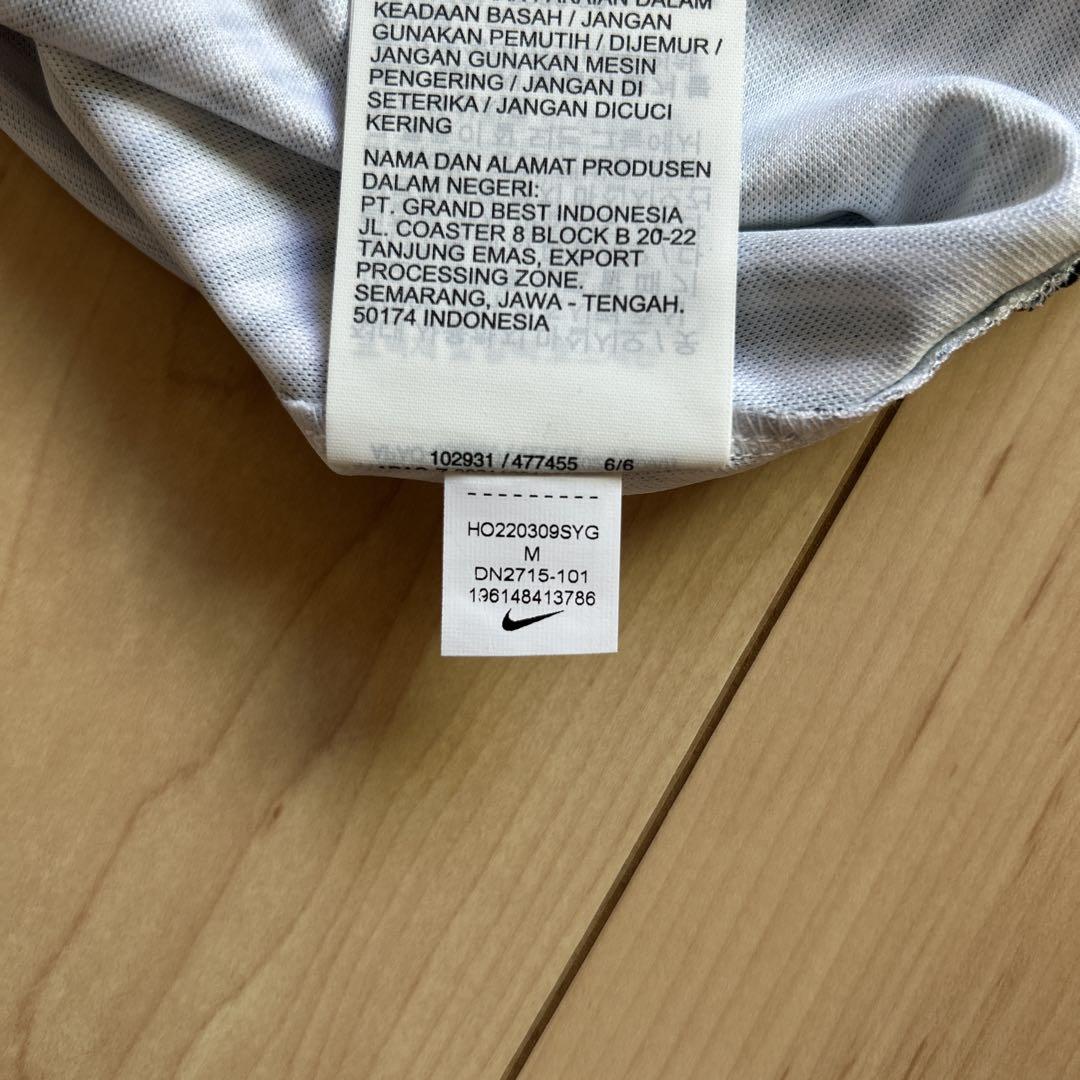 DALAM
KEADAAN BASAH / JANGAN
GUNAKAN PEMUTIH / DIJEMUR /
JANGAN GUNAKAN MESIN
PENGERING / JANGAN DI
SETERIKA / JANGAN DICUCI
KERING
NAMA DAN ALAMAT PRODUSEN
DALAM NEGERI:
PT. GRAND BEST INDONESIA
JL. COASTER 8 BLOCK B 20-22
TANJUNG EMAS, EXPORT
PROCESSING ZONE.
SEMARANG, JAWA - TENGAH.
50174 INDONESIA
102931 / 477455 6/6
HO220309SYG
M
DN2715-101
196148413786